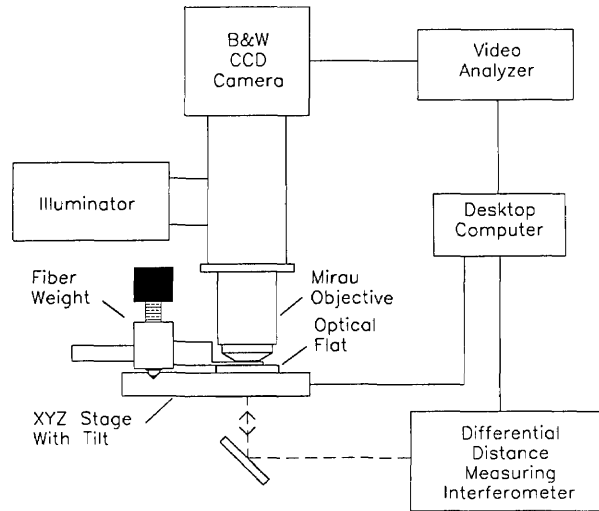 B&W
CCD
Camera
Video
Analyzer
Illuminator
Desktop
Computer
Fiber
Weight
Mirau
Objective
Optical
Flat
XYZ Stage
With Tilt
Differential
Distance
Measuring
Interferometer